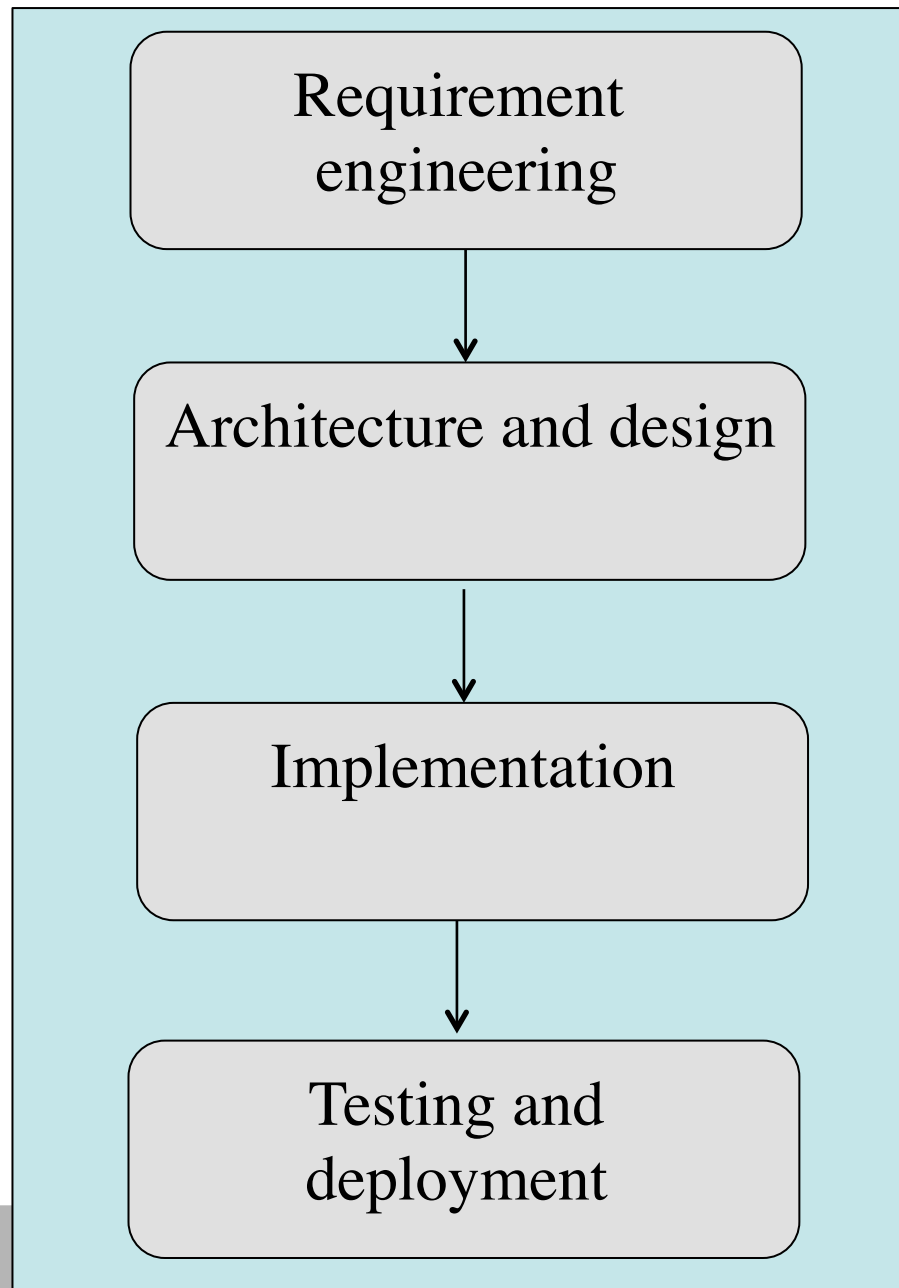 Requirement
engineering
Architecture and design
Implementation
Testing and
deployment